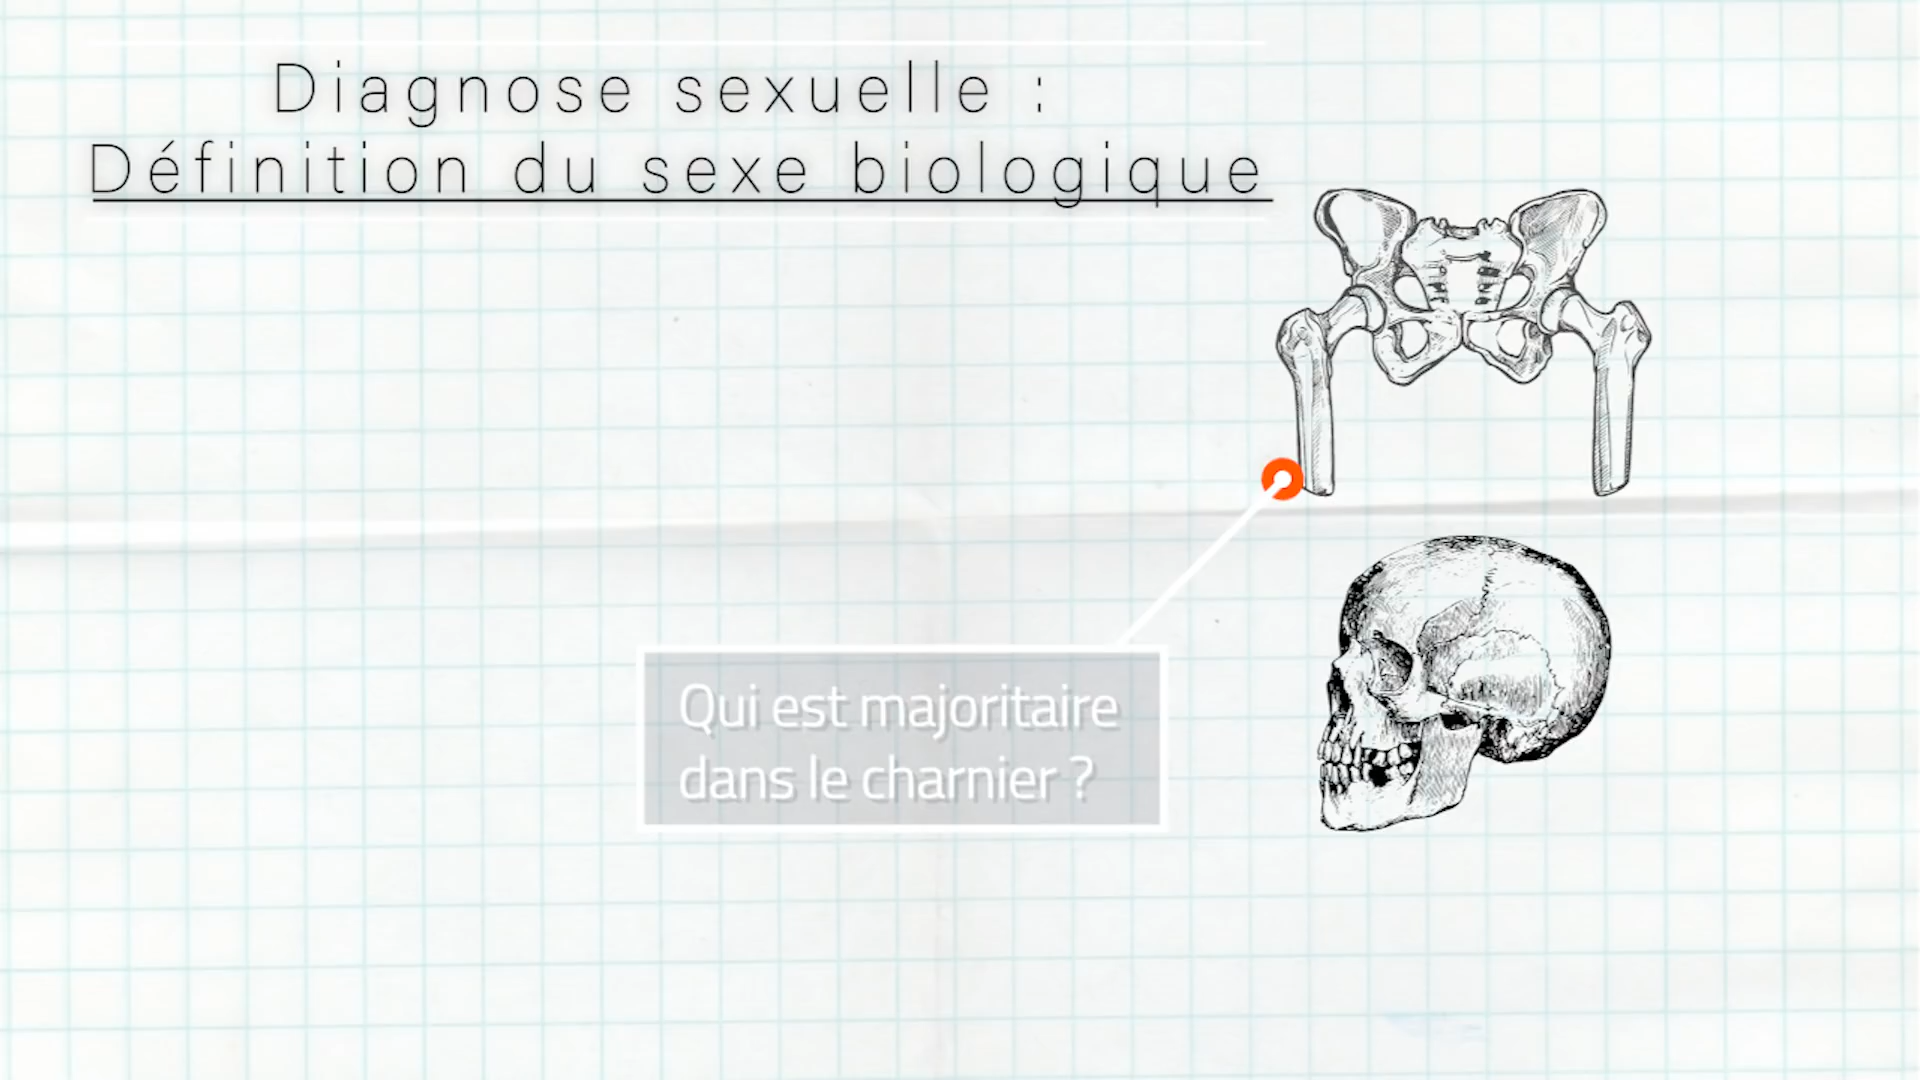 Diagnose sexuelle :
Définition du sexe biologique
Qui est majoritaire
dans le charnier ?